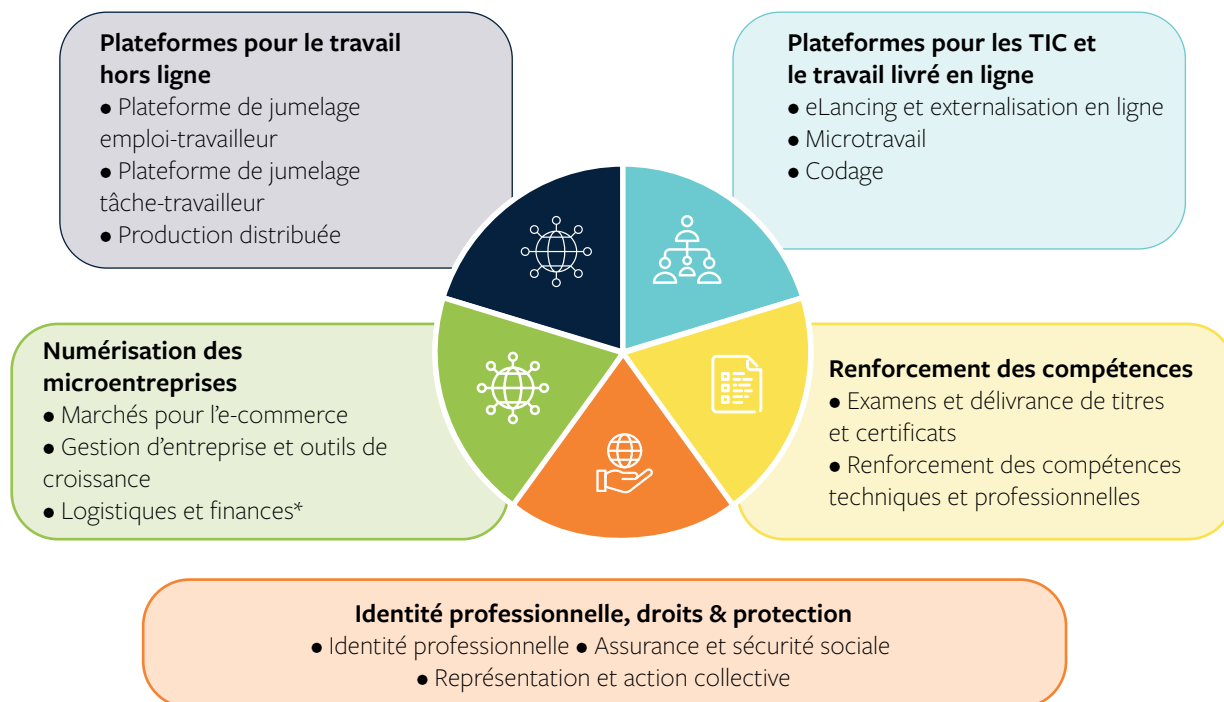 Plateformes pour le travail
hors ligne
● Plateforme de jumelage
emploi-travailleur
● Plateforme de jumelage
tâche-travailleur
● Production distribuée
Plateformes pour les TIC et
le travail livré en ligne
● eLancing et externalisation en ligne
● Microtravail
● Codage
Numérisation des
microentreprises
● Marchés pour l’e-commerce
● Gestion d’entreprise et outils de
croissance
● Logistiques et finances*
Renforcement des compétences
● Examens et délivrance de titres
et certificats
● Renforcement des compétences
techniques et professionnelles
Identité professionnelle, droits & protection
● Identité professionnelle ● Assurance et sécurité sociale
● Représentation et action collective